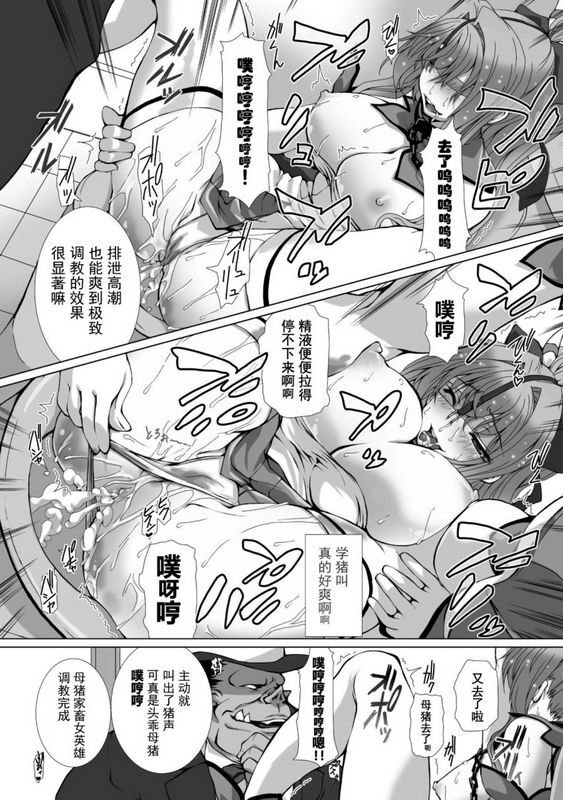 去了呜呜呜呜呜呜
噗哼哼哼哼哼哼！
排泄高潮
也能爽到极致
调教的效果
很显著嘛
噗哼
精液便便拉得
停不下来啊啊
学猪叫
真的好爽啊啊
噗呀哼
又去了啦
母猪去了呃
噗哼哼哼哼哼哼嗯!!
主动就
叫出了猪声
可真是头乖母猪
噗哼哼
母猪家畜女英雄
调教完成